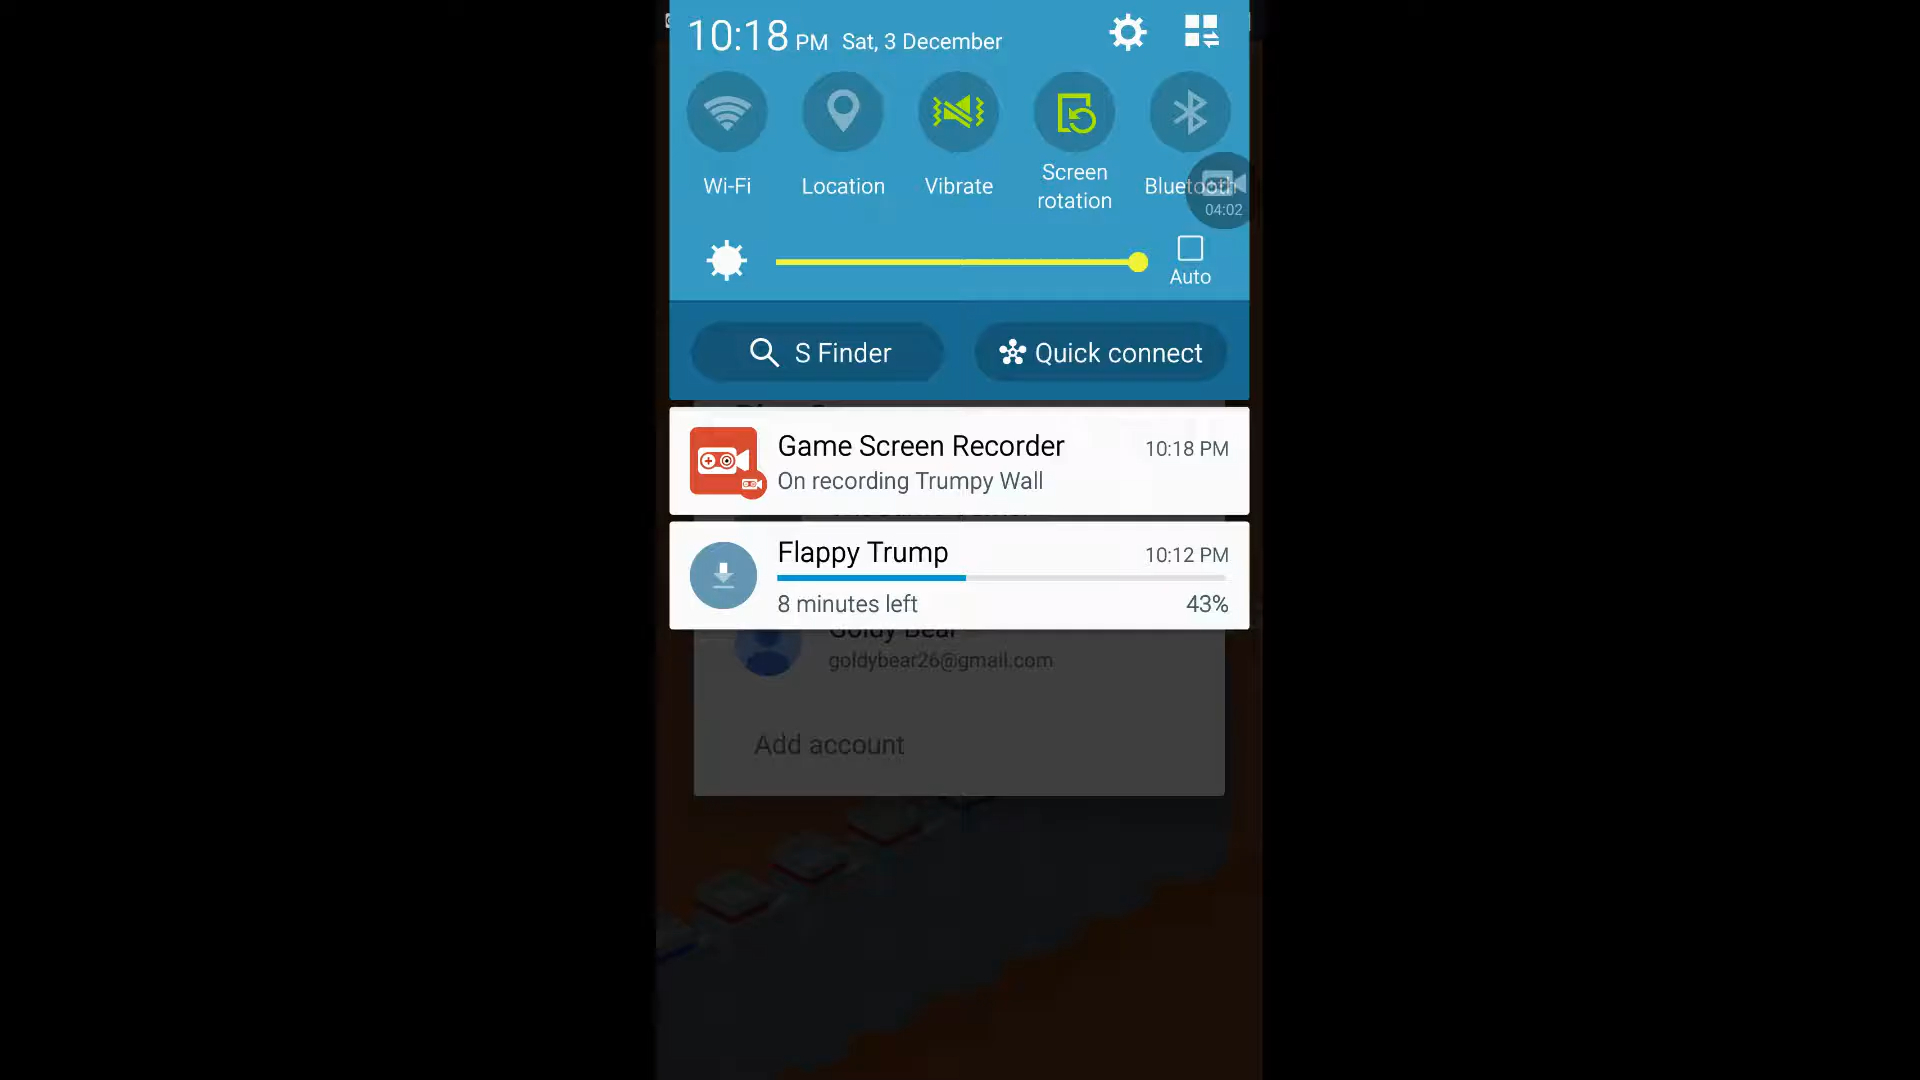 10:18 PM Sat, 3 December
Wi-Fi
Location
Vibrate
Screen
rotation
Bluetooth
04:02
Auto
S Finder
Quick connect
Game Screen Recorder 10:18 PM
On recording Trumpy Wall
Flappy Trump 10:12 PM
8 minutes left 43%
Goldy Bear
goldybear26@gmail.com
Add account